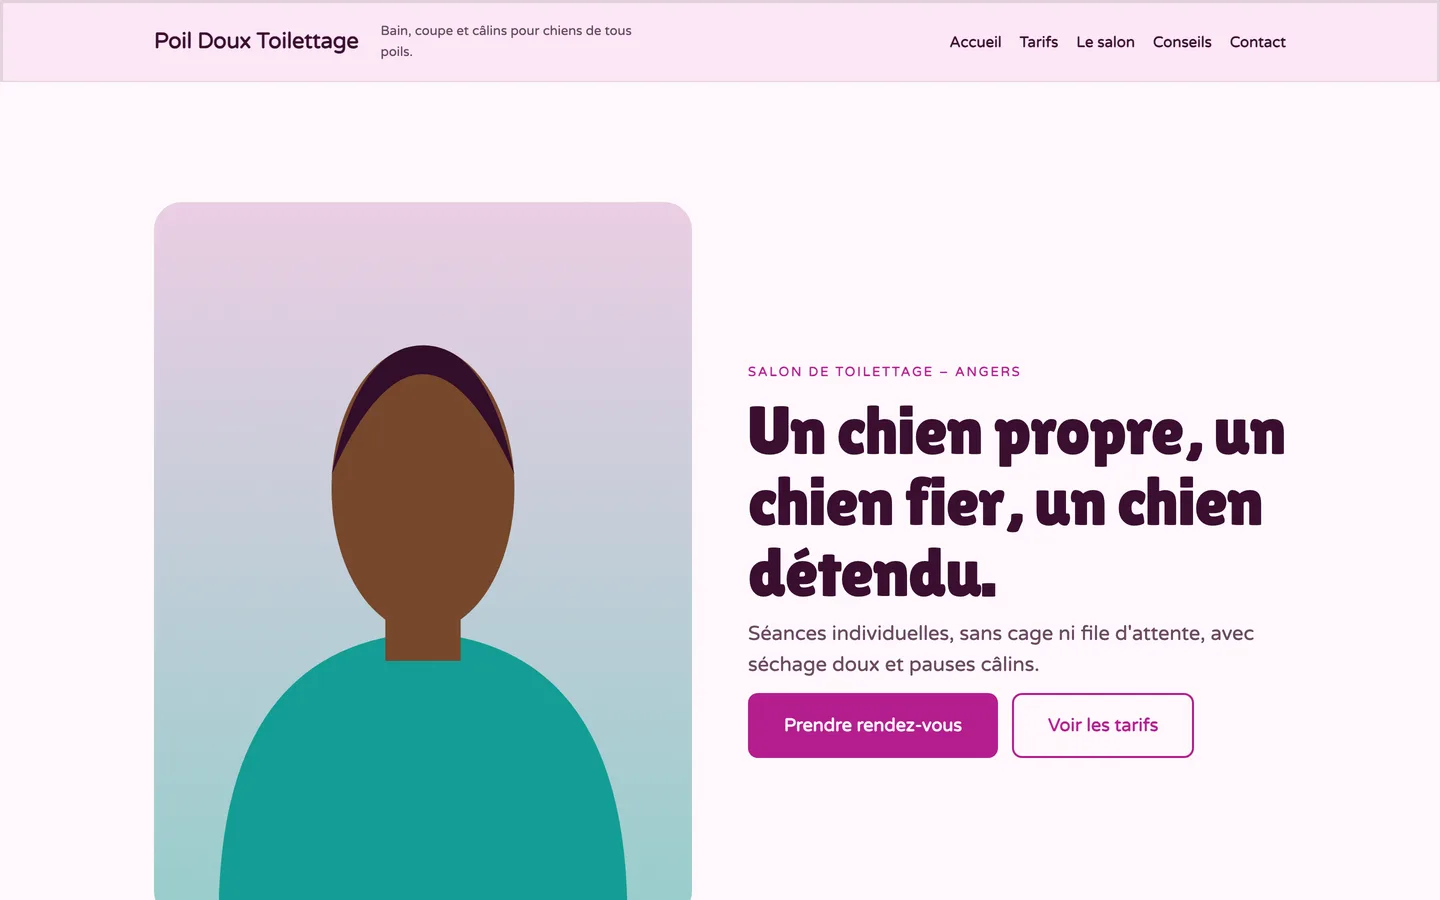 Poil Doux Toilettage
Bain, coupe et câlins pour chiens de tous
poils.
Accueil
Tarifs
Le salon
Conseils
Contact
SALON DE TOILETTAGE – ANGERS
Un chien propre, un
chien fier, un chien
détendu.
Séances individuelles, sans cage ni file d'attente, avec
séchage doux et pauses câlins.
Prendre rendez-vous
Voir les tarifs